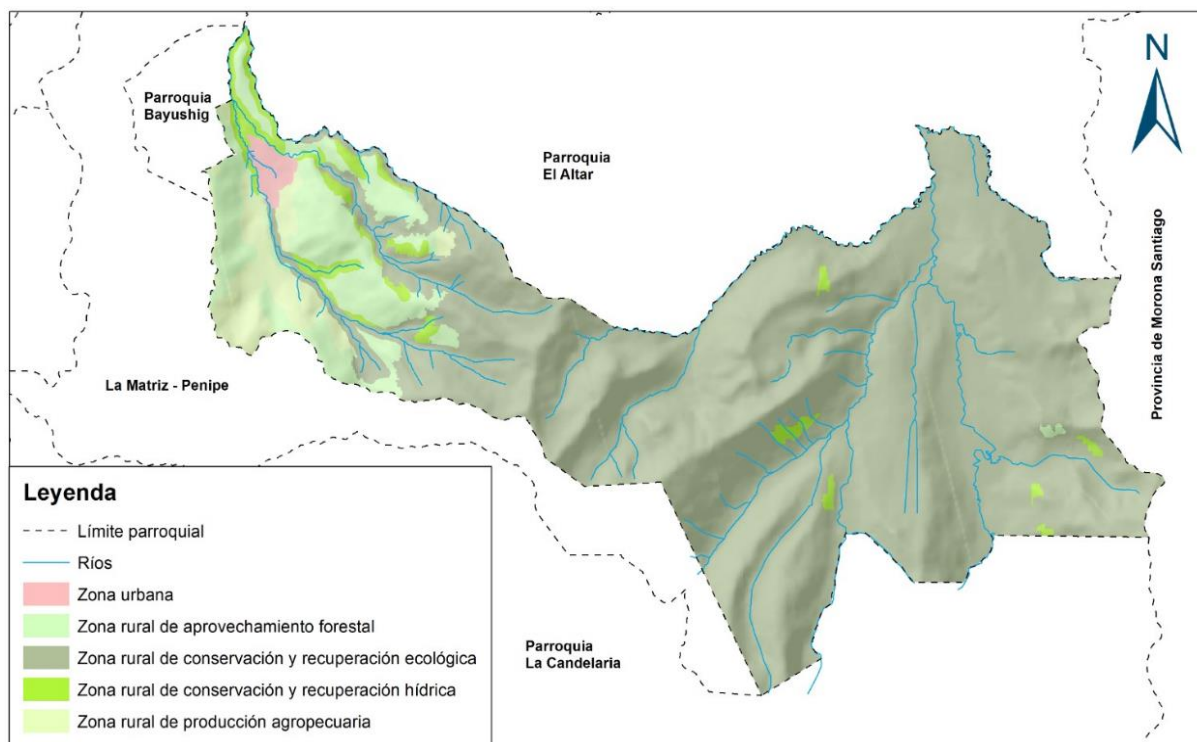 N
Parroquia
Bayushig
Parroquia
El Altar
Provincia de Morona Santiago
La Matriz - Penipe
Parroquia
La Candelaria
Leyenda
Límite parroquial
Ríos
Zona urbana
Zona rural de aprovechamiento forestal
Zona rural de conservación y recuperación ecológica
Zona rural de conservación y recuperación hídrica
Zona rural de producción agropecuaria